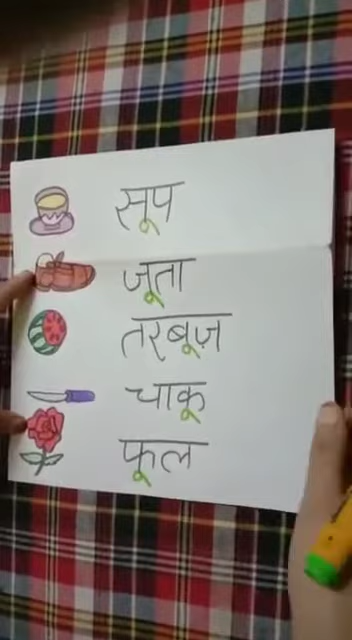 सूप
जूता
तरबूज़
चाकू
फूल